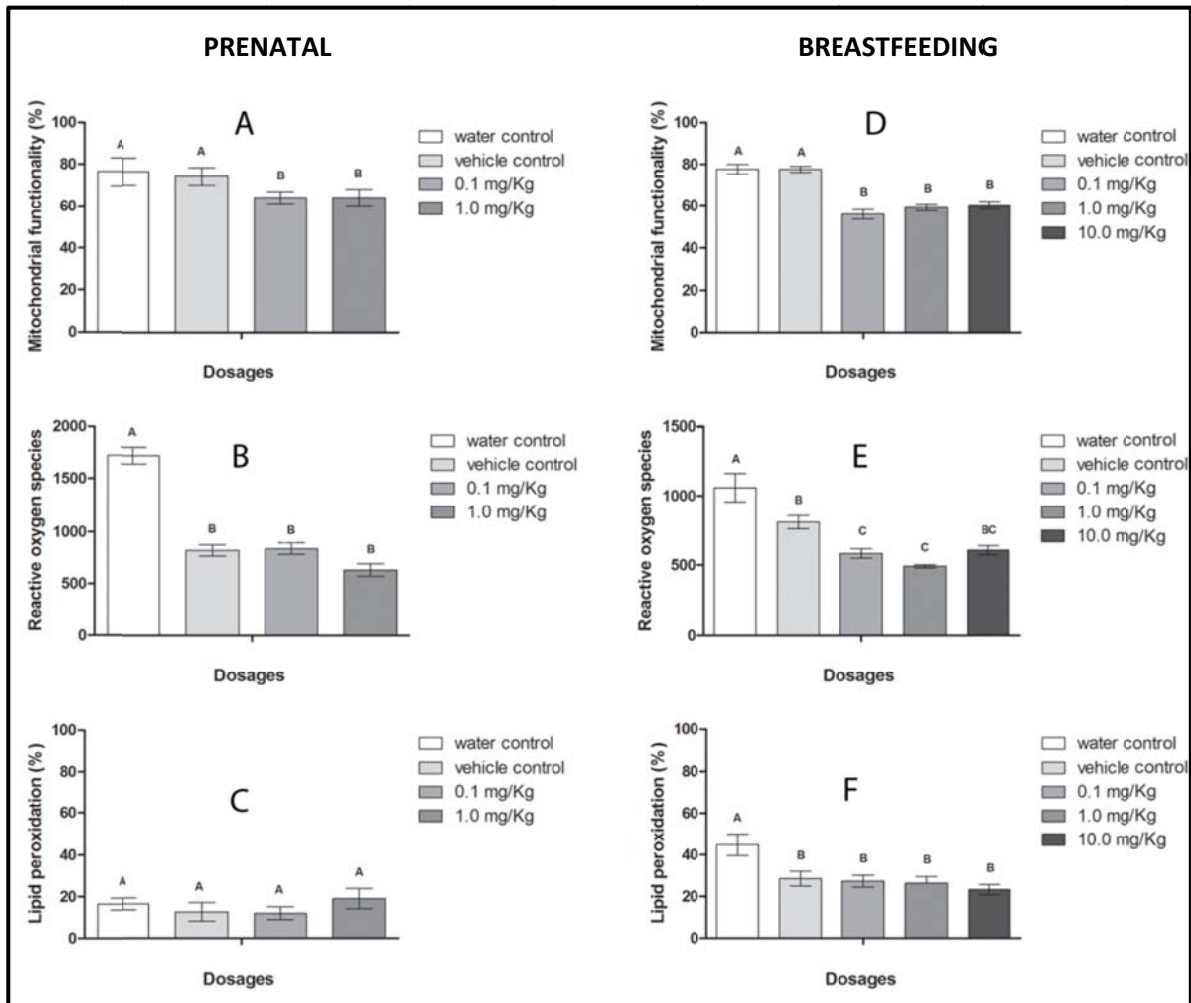 PRENATAL
BREASTFEEDING
A
Mitochondrial functionality (%)
100
80
60
40
20
0
A
A
B
B
Dosages
water control
vehicle control
0.1 mg/Kg
1.0 mg/Kg
D
Mitochondrial functionality (%)
100
80
60
40
20
0
A
A
B
B
B
Dosages
water control
vehicle control
0.1 mg/Kg
1.0 mg/Kg
10.0 mg/Kg
B
Reactive oxygen species
2000
1500
1000
500
0
A
B
B
B
Dosages
water control
vehicle control
0.1 mg/Kg
1.0 mg/Kg
E
Reactive oxygen species
1500
1000
500
0
A
B
C
C
BC
Dosages
water control
vehicle control
0.1 mg/Kg
1.0 mg/Kg
10.0 mg/Kg
C
Lipid peroxidation (%)
100
80
60
40
20
0
A
A
A
A
Dosages
water control
vehicle control
0.1 mg/Kg
1.0 mg/Kg
F
Lipid peroxidation (%)
100
80
60
40
20
0
A
B
B
B
B
Dosages
water control
vehicle control
0.1 mg/Kg
1.0 mg/Kg
10.0 mg/Kg